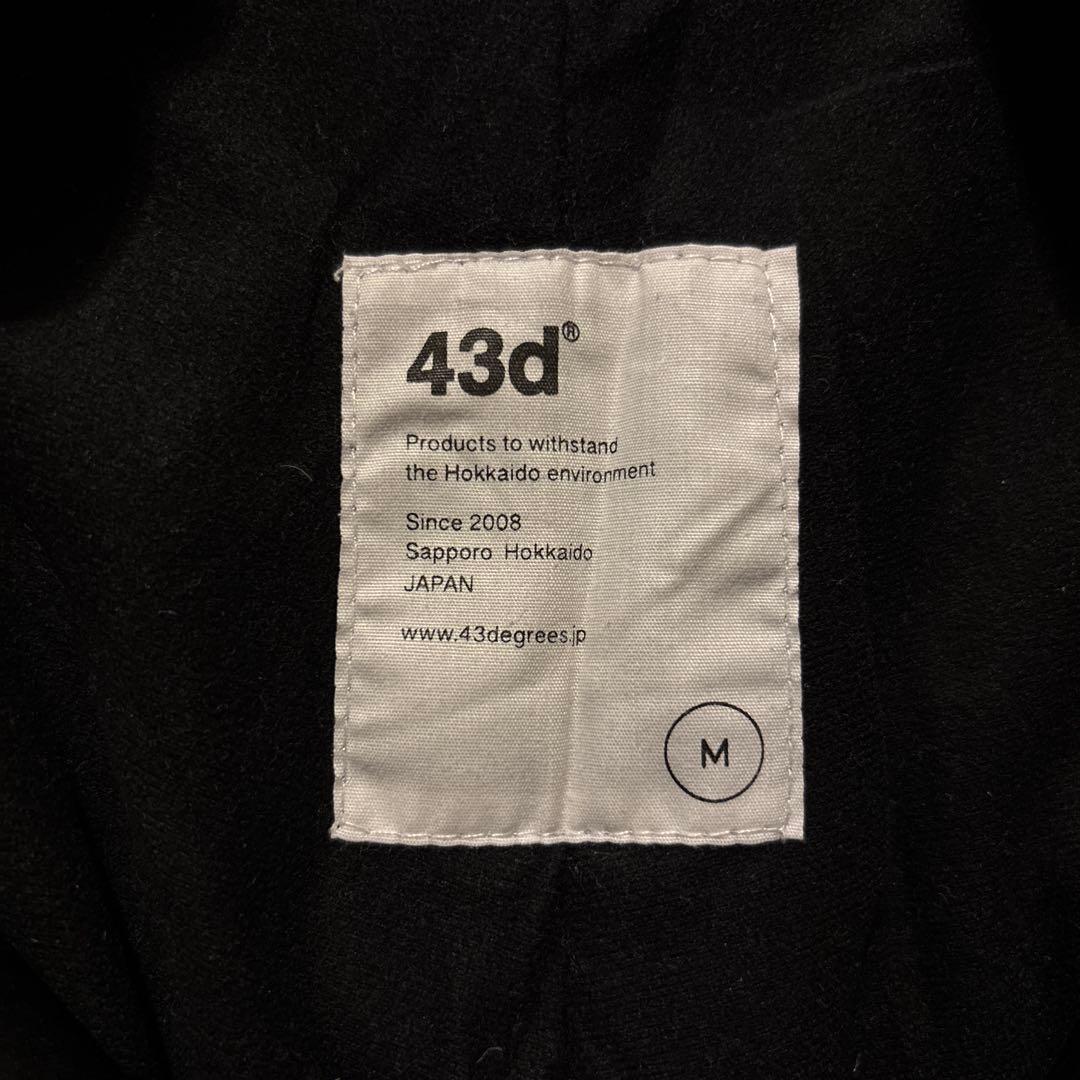 43d®
Products to withstand
the Hokkaido environment
Since 2008
Sapporo Hokkaido
JAPAN
www.43degrees.jp
M